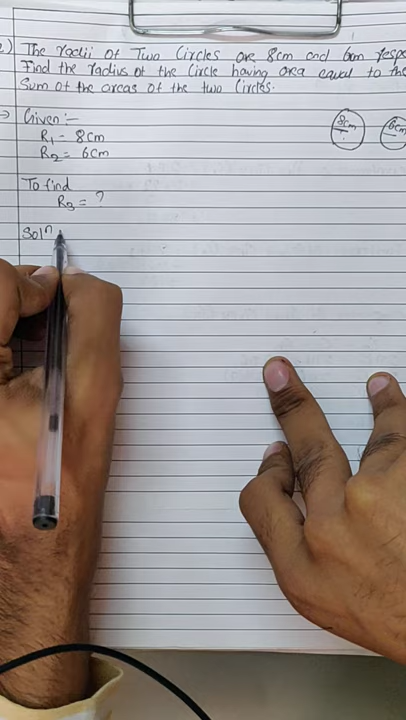 2) The radii of Two Circles are 8cm and 6cm respe
Find the radius of the Circle having area equal to the
Sum of the areas of the two Circles.
→ Given:-
R1 = 8cm
R2 = 6cm
8cm
6cm
To find
R3 = ?
Soln